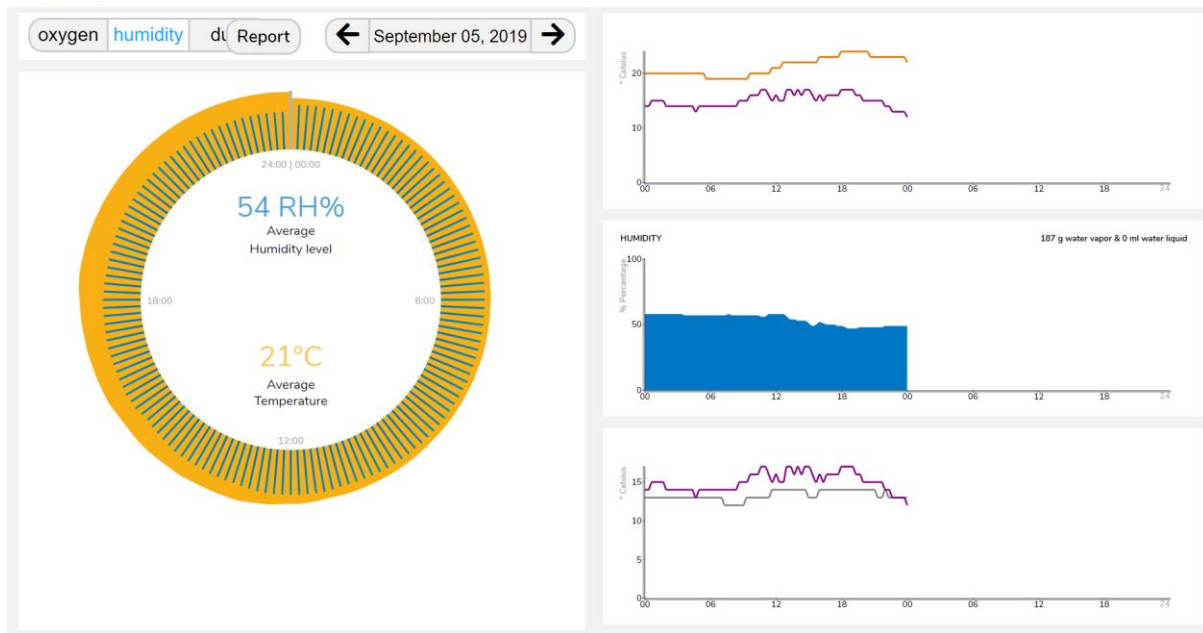 oxygen humidity du Report
September 05, 2019
24:00 | 00:00
54 RH%
Average
Humidity level
18:00
6:00
21°C
Average
Temperature
12:00
° Celsius
20
10
0
00 06 12 18 00 06 12 18 24
HUMIDITY
187 g water vapor & 0 ml water liquid
% Percentage
100
50
0
00 06 12 18 00 06 12 18 24
° Celsius
15
10
5
0
00 06 12 18 00 06 12 18 24